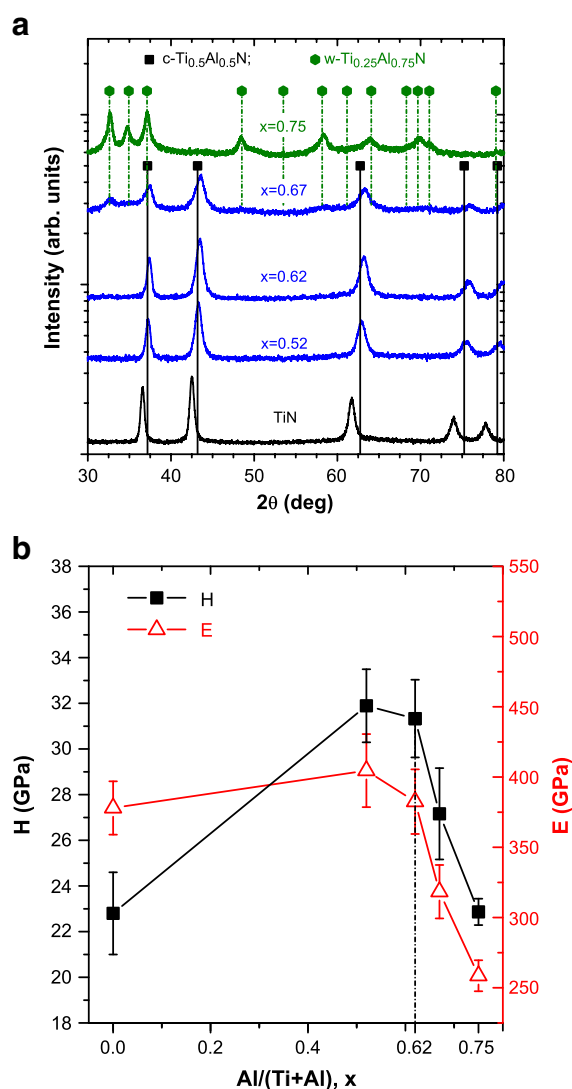 a
c-Ti0.5Al0.5N; w-Ti0.25Al0.75N
x=0.75
x=0.67
x=0.62
x=0.52
TiN
Intensity (arb. units)
30 40 50 60 70 80
2θ (deg)
b
38
36
34
32
30
28
26
24
22
20
18
H (GPa)
H
E
550
500
450
400
350
300
250
E (GPa)
0.0 0.2 0.4 0.62 0.75
Al/(Ti+Al), x